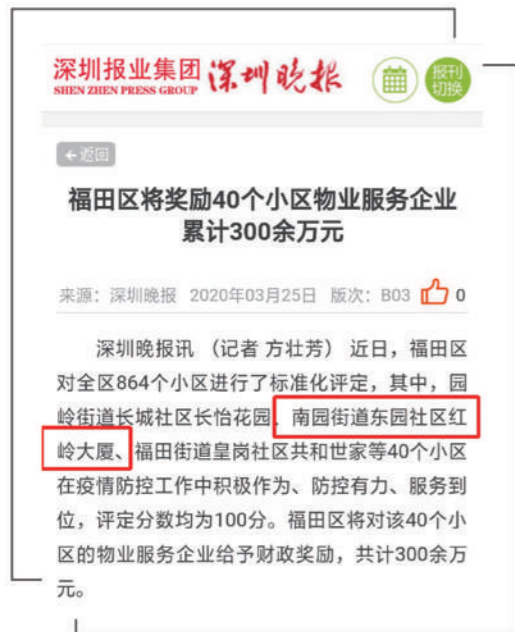 深圳报业集团 深圳晚报 报刊
SHEN ZHEN PRESS GROUP 切换
返回
福田区将奖励40个小区物业服务企业
累计300余万元
来源：深圳晚报 2020年03月25日 版次：B03 0
深圳晚报讯 （记者 方壮芳） 近日，福田区
对全区864个小区进行了标准化评定，其中，园
岭街道长城社区长怡花园、南园街道东园社区红
岭大厦、福田街道皇岗社区共和世家等40个小区
在疫情防控工作中积极作为、防控有力、服务到
位，评定分数均为100分。福田区将对该40个小
区的物业服务企业给予财政奖励，共计300余万
元。